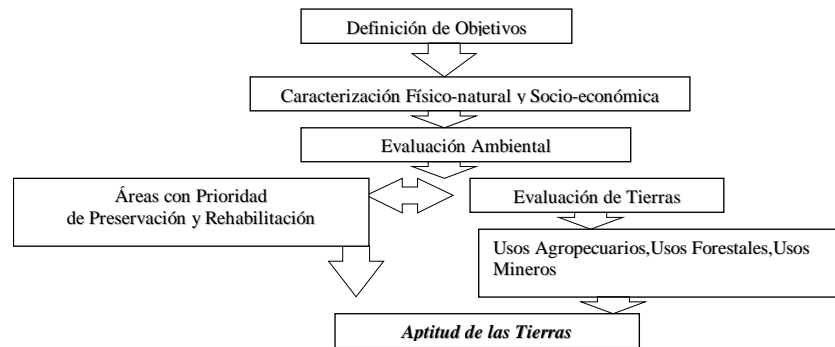 Definición de Objetivos
Caracterización Físico-natural y Socio-económica
Evaluación Ambiental
Áreas con Prioridad
de Preservación y Rehabilitación
Evaluación de Tierras
Usos Agropecuarios,Usos Forestales,Usos
Mineros
Aptitud de las Tierras